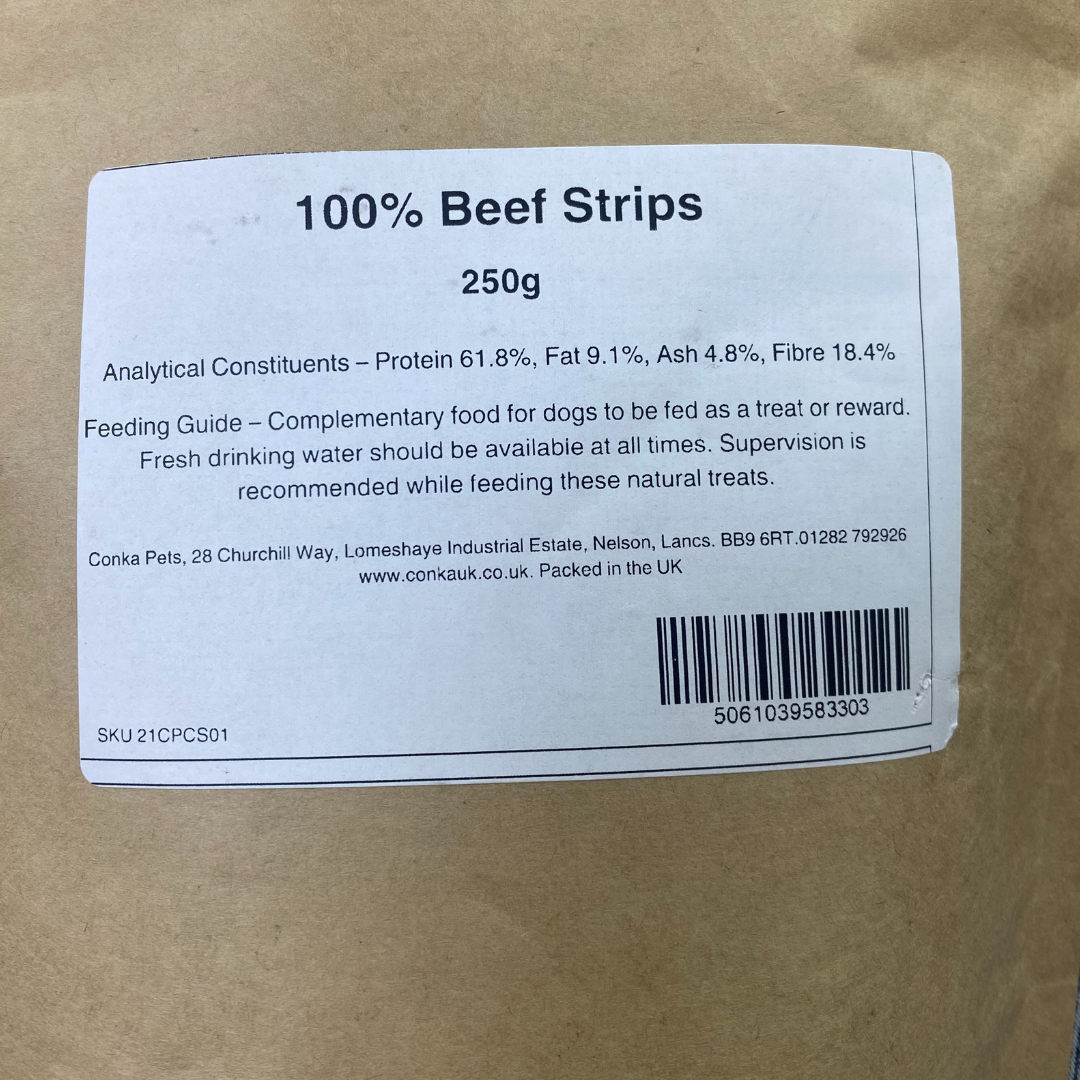 100% Beef Strips
250g
Analytical Constituents – Protein 61.8%, Fat 9.1%, Ash 4.8%, Fibre 18.4%
Feeding Guide – Complementary food for dogs to be fed as a treat or reward.
Fresh drinking water should be available at all times. Supervision is
recommended while feeding these natural treats.
Conka Pets, 28 Churchill Way, Lomeshaye Industrial Estate, Nelson, Lancs. BB9 6RT.01282 792926
www.conkauk.co.uk. Packed in the UK
5061039583303
SKU 21CPCS01